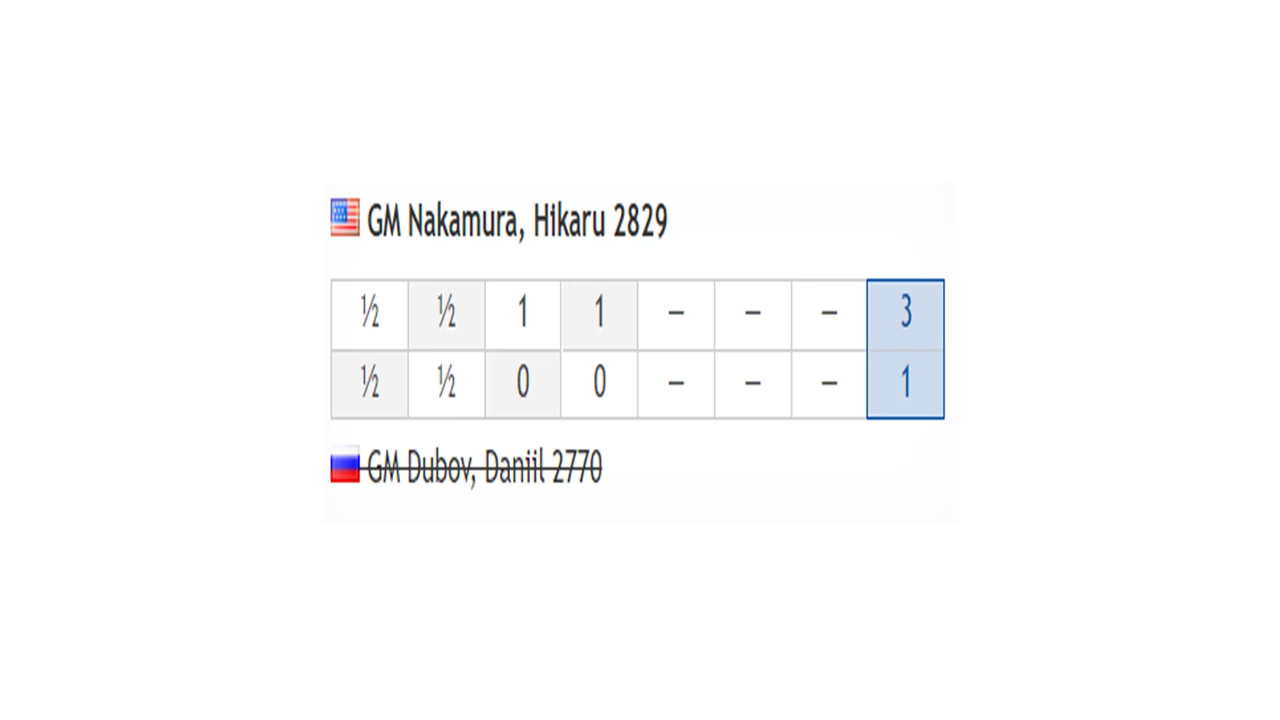 GM Nakamura, Hikaru 2829
½ ½ 1 1 – – – 3
½ ½ 0 0 – – – 1
GM Dubov, Daniil 2770